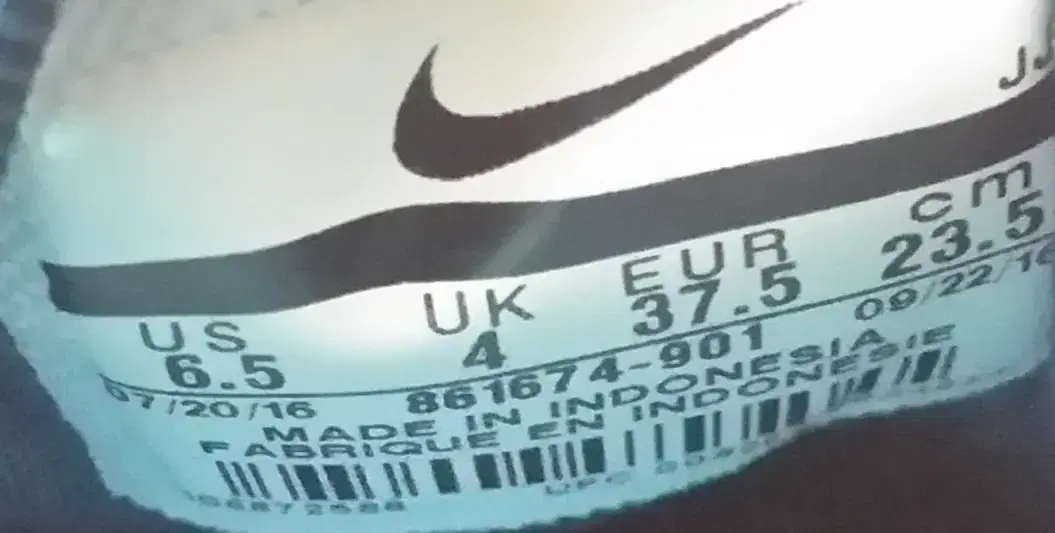 US UK EUR cm
6.5 4 37.5 23.5
07/20/16 861674-901 09/22/16
MADE IN INDONESIA
FABRIQUE EN INDONESIE
UPC